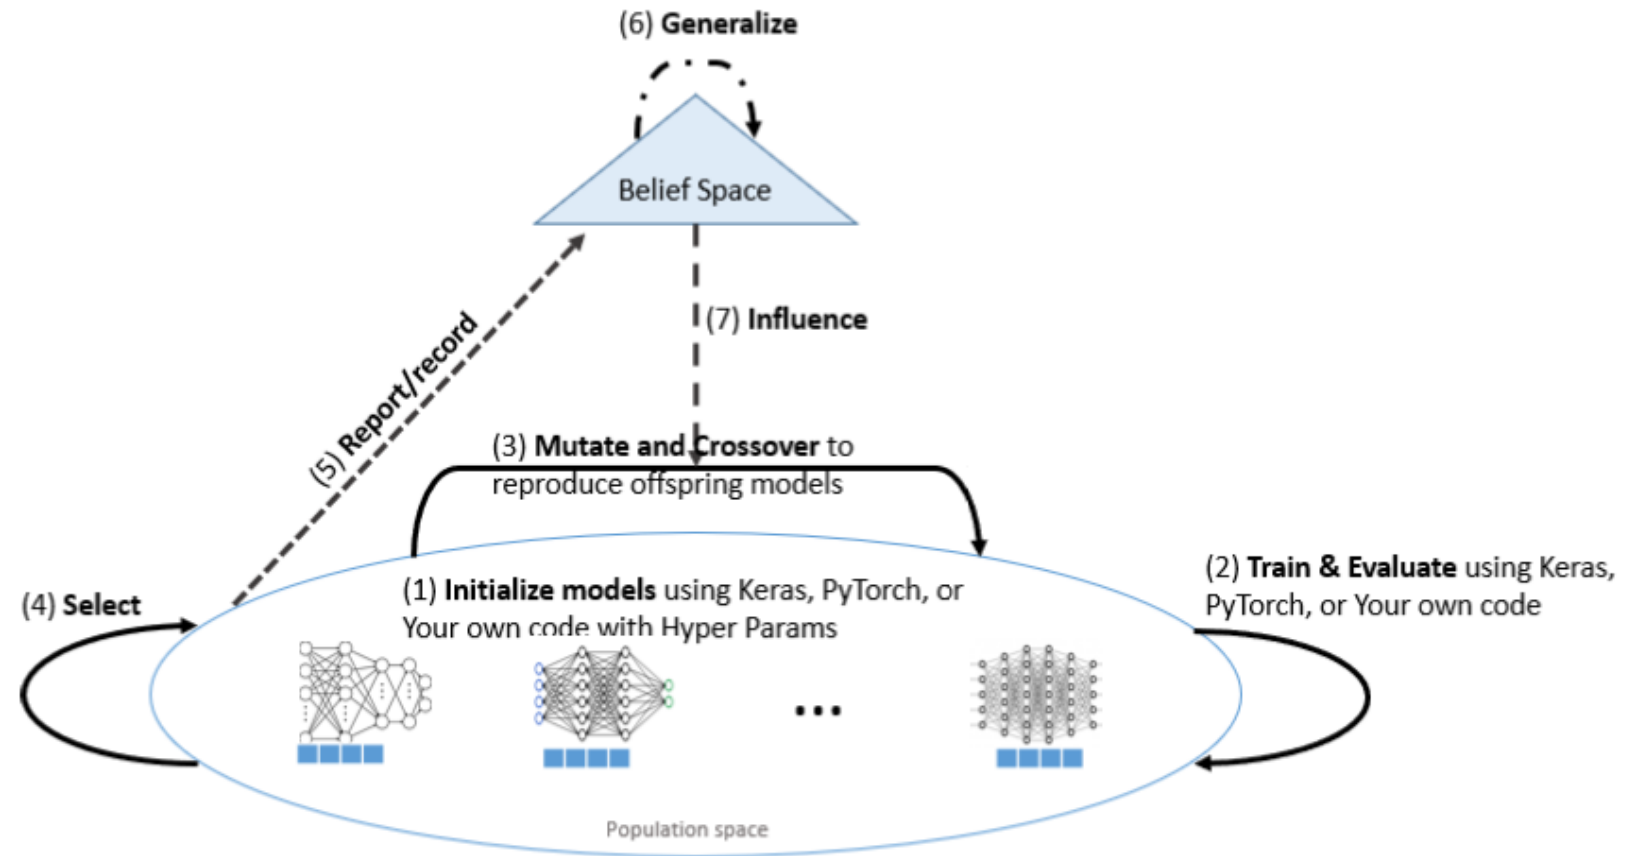 (6) Generalize
Belief Space
(7) Influence
(5) Report/record
(3) Mutate and Crossover to
reproduce offspring models
(4) Select
(1) Initialize models using Keras, PyTorch, or
Your own code with Hyper Params
(2) Train & Evaluate using Keras,
PyTorch, or Your own code
...
Population space